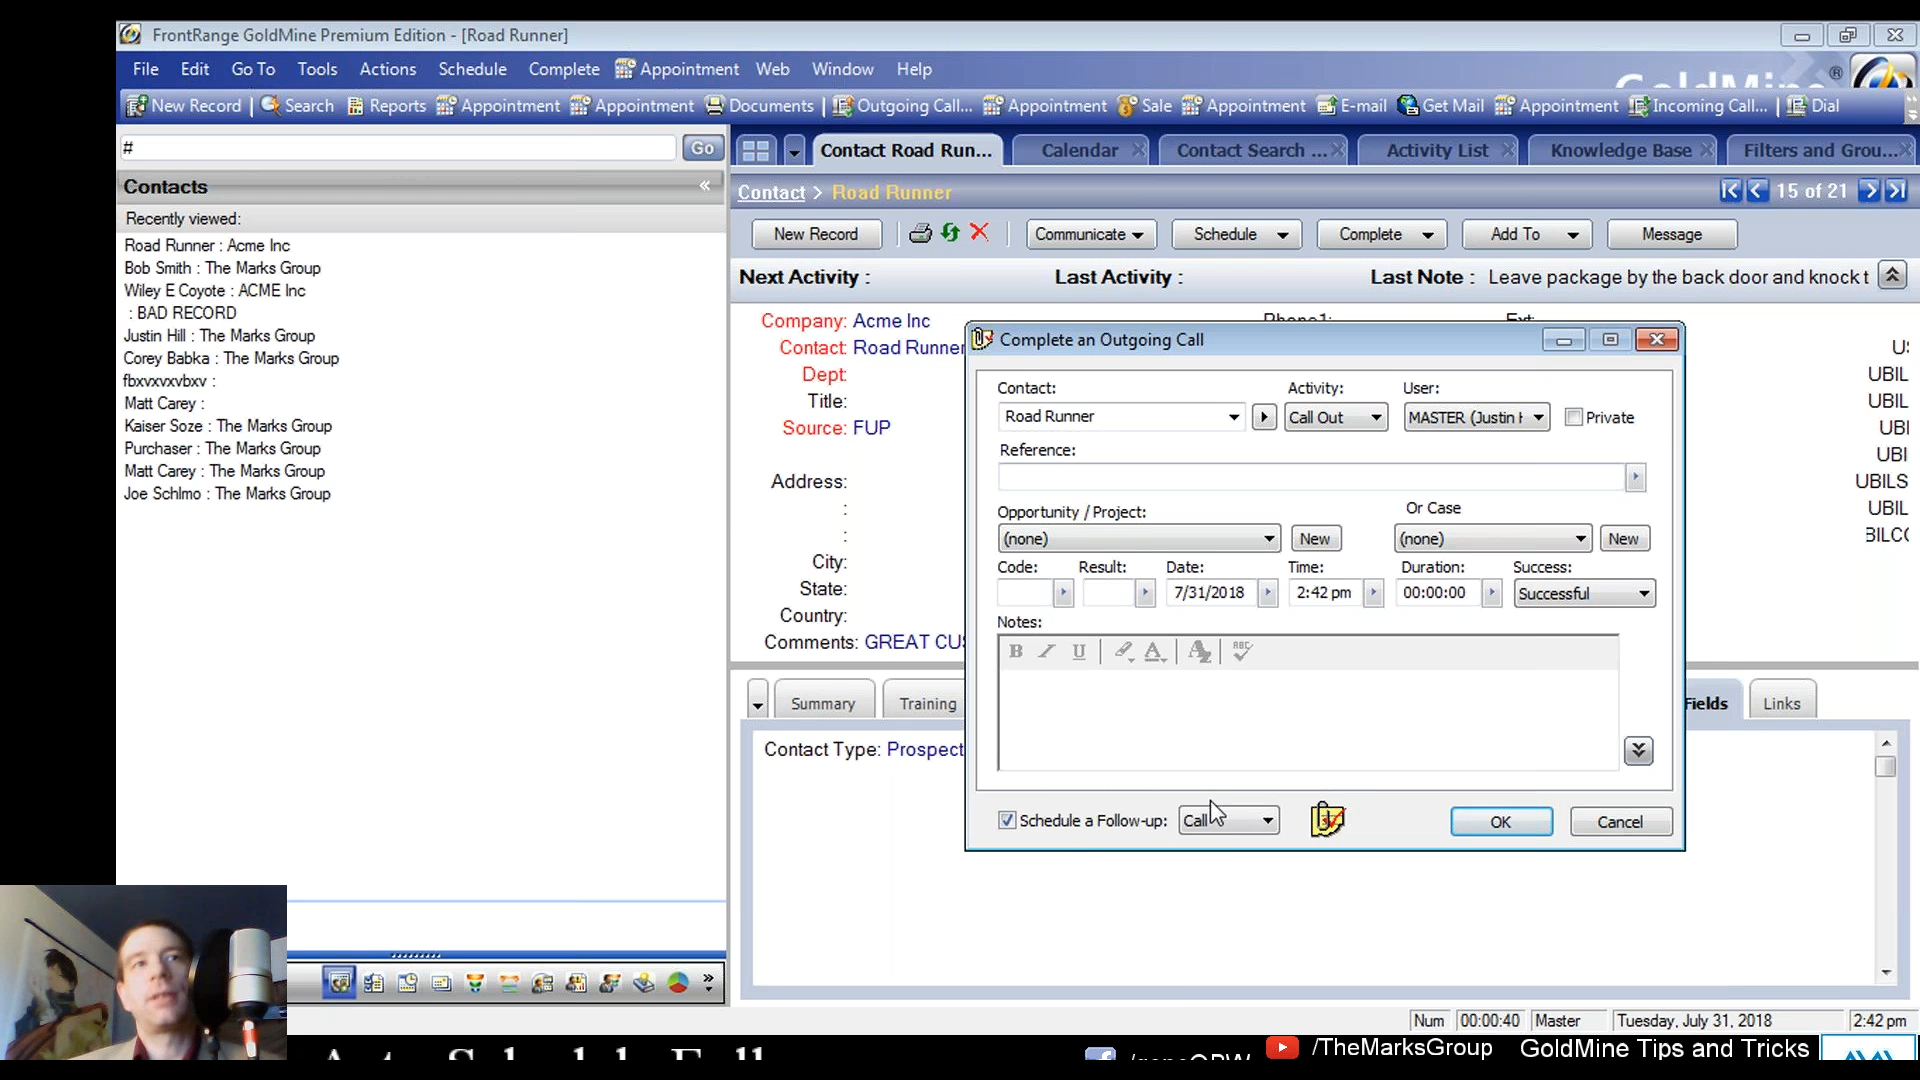 FrontRange GoldMine Premium Edition - [Road Runner]
File Edit Go To Tools Actions Schedule Complete Appointment Web Window Help
GoldMine ®
New Record Search Reports Appointment Appointment Documents Outgoing Call... Appointment Sale Appointment E-mail Get Mail Appointment Incoming Call... Dial
# Go
Contact Road Run... Calendar Contact Search ... Activity List Knowledge Base Filters and Grou...
Contacts «
Contact > Road Runner 15 of 21
Recently viewed:
Road Runner : Acme Inc
Bob Smith : The Marks Group
Wiley E Coyote : ACME Inc
: BAD RECORD
Justin Hill : The Marks Group
Corey Babka : The Marks Group
fbxvxvxbxv :
Matt Carey :
Kaiser Soze : The Marks Group
Purchaser : The Marks Group
Matt Carey : The Marks Group
Joe Schlmo : The Marks Group
New Record Communicate Schedule Complete Add To Message
Next Activity : Last Activity : Last Note : Leave package by the back door and knock t
Company: Acme Inc Phone1: Ext:
Contact: Road Runner
Dept:
Title:
Source: FUP
Address:
:
:
City:
State:
Country:
Comments: GREAT CUS
UBIL
UBIL
UBI
UBI
UBILS
UBIL
Complete an Outgoing Call
Contact: Activity: User:
Road Runner Call Out MASTER (Justin H Private
Reference:
Opportunity / Project: Or Case
(none) New (none) New
Code: Result: Date: Time: Duration: Success:
7/31/2018 2:42 pm 00:00:00 Successful
Notes:
B I U A ABC
Schedule a Follow-up: Call OK Cancel
Summary Training Fields Links
Contact Type: Prospect
Num 00:00:40 Master Tuesday, July 31, 2018 2:42 pm
/TheMarksGroup GoldMine Tips and Tricks